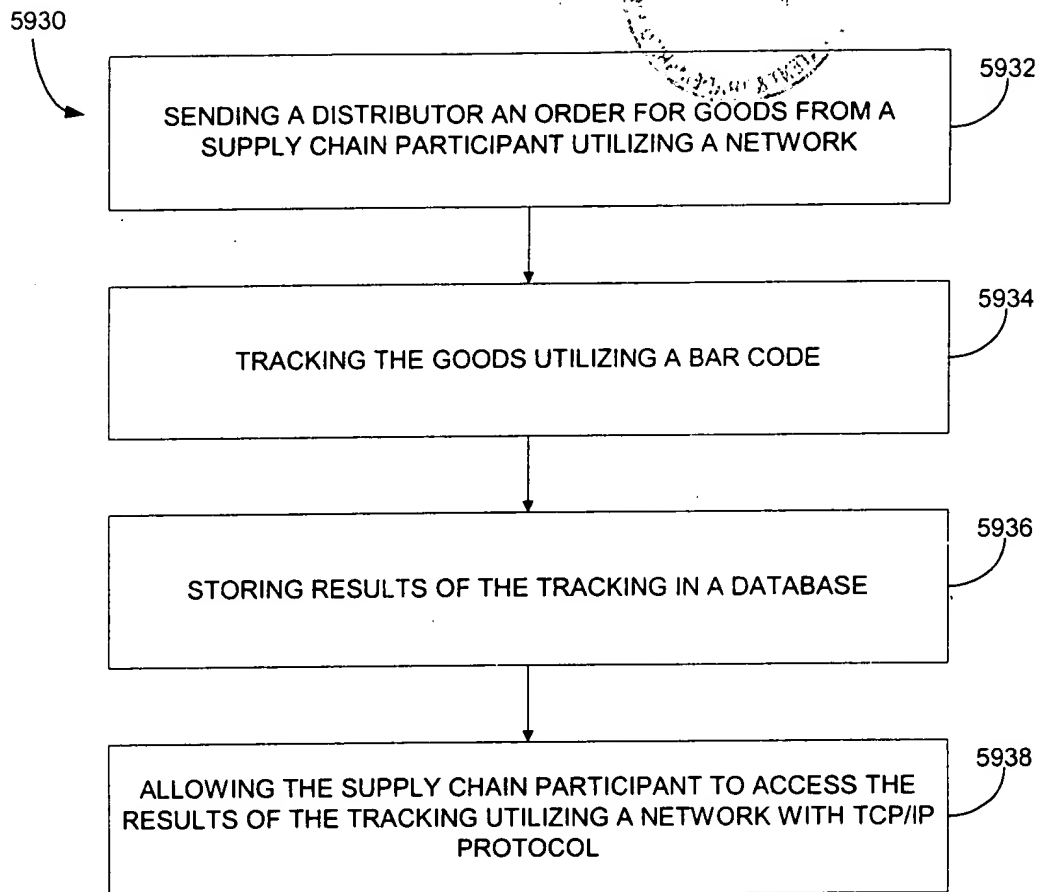 5930
5932
SENDING A DISTRIBUTOR AN ORDER FOR GOODS FROM A
SUPPLY CHAIN PARTICIPANT UTILIZING A NETWORK
5934
TRACKING THE GOODS UTILIZING A BAR CODE
5936
STORING RESULTS OF THE TRACKING IN A DATABASE
5938
ALLOWING THE SUPPLY CHAIN PARTICIPANT TO ACCESS THE
RESULTS OF THE TRACKING UTILIZING A NETWORK WITH TCP/IP
PROTOCOL